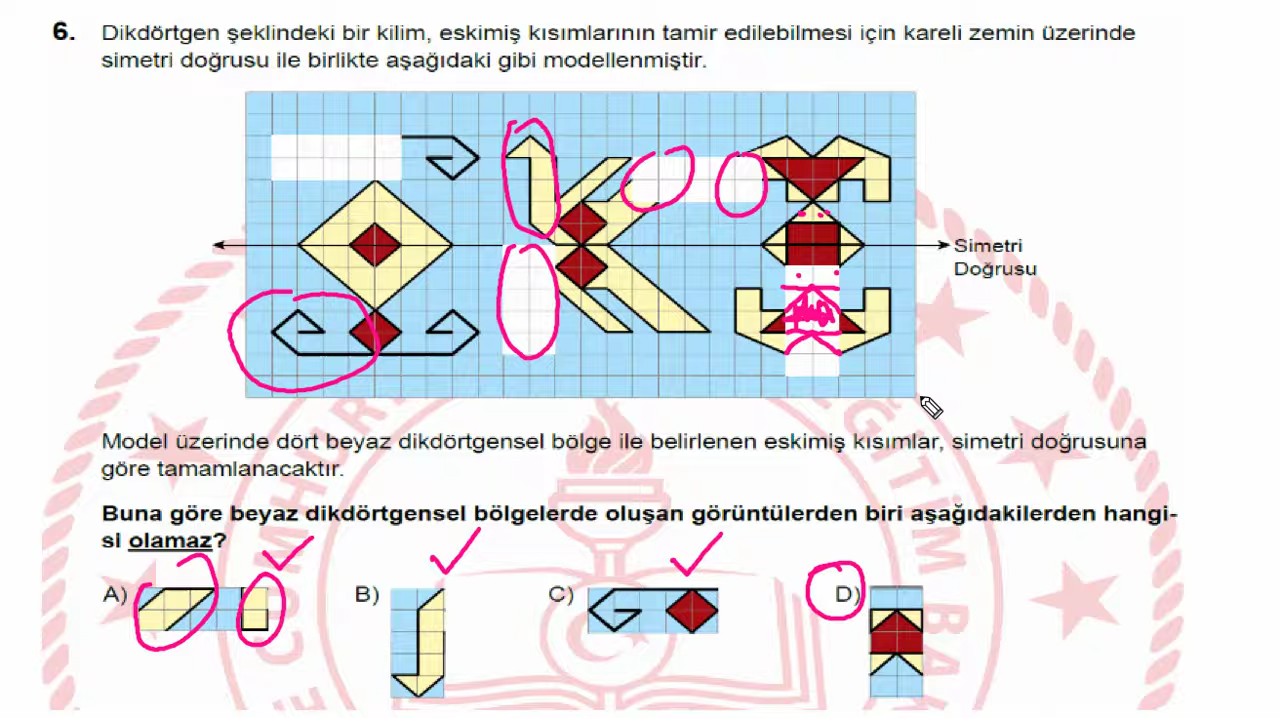 6. Dikdörtgen şeklindeki bir kilim, eskimiş kısımlarının tamir edilebilmesi için kareli zemin üzerinde
simetri doğrusu ile birlikte aşağıdaki gibi modellenmiştir.
Simetri
Doğrusu
Model üzerinde dört beyaz dikdörtgensel bölge ile belirlenen eskimiş kısımlar, simetri doğrusuna
göre tamamlanacaktır.
Buna göre beyaz dikdörtgensel bölgelerde oluşan görüntülerden biri aşağıdakilerden hangi-
si olamaz?
A) B) C) D)